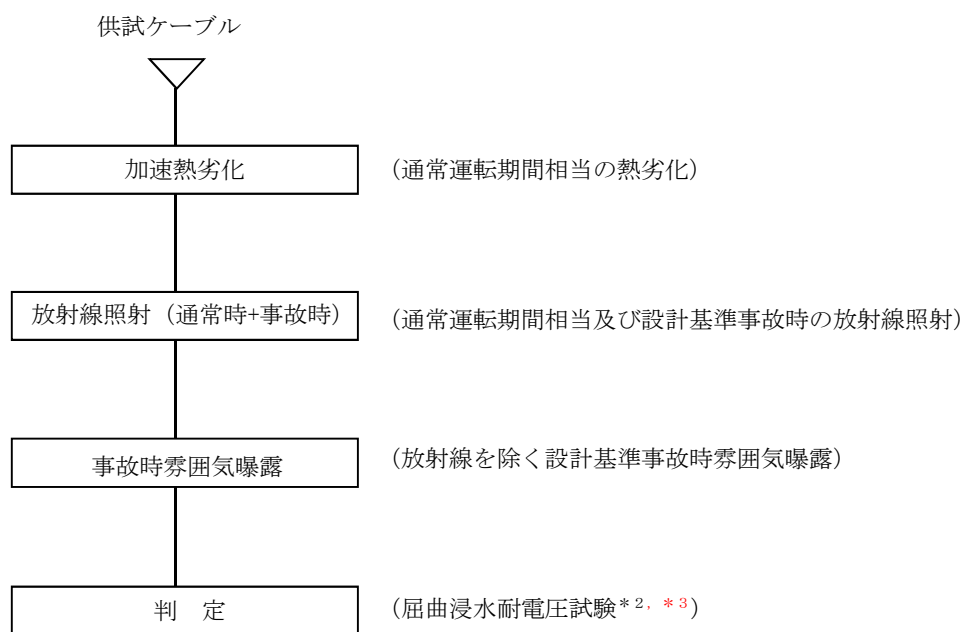 供試ケーブル
加速熱劣化 （通常運転期間相当の熱劣化）
放射線照射（通常時+事故時） （通常運転期間相当及び設計基準事故時の放射線照射）
事故時雰囲気曝露 （放射線を除く設計基準事故時雰囲気曝露）
判　定 （屈曲浸水耐電圧試験＊２，＊３）